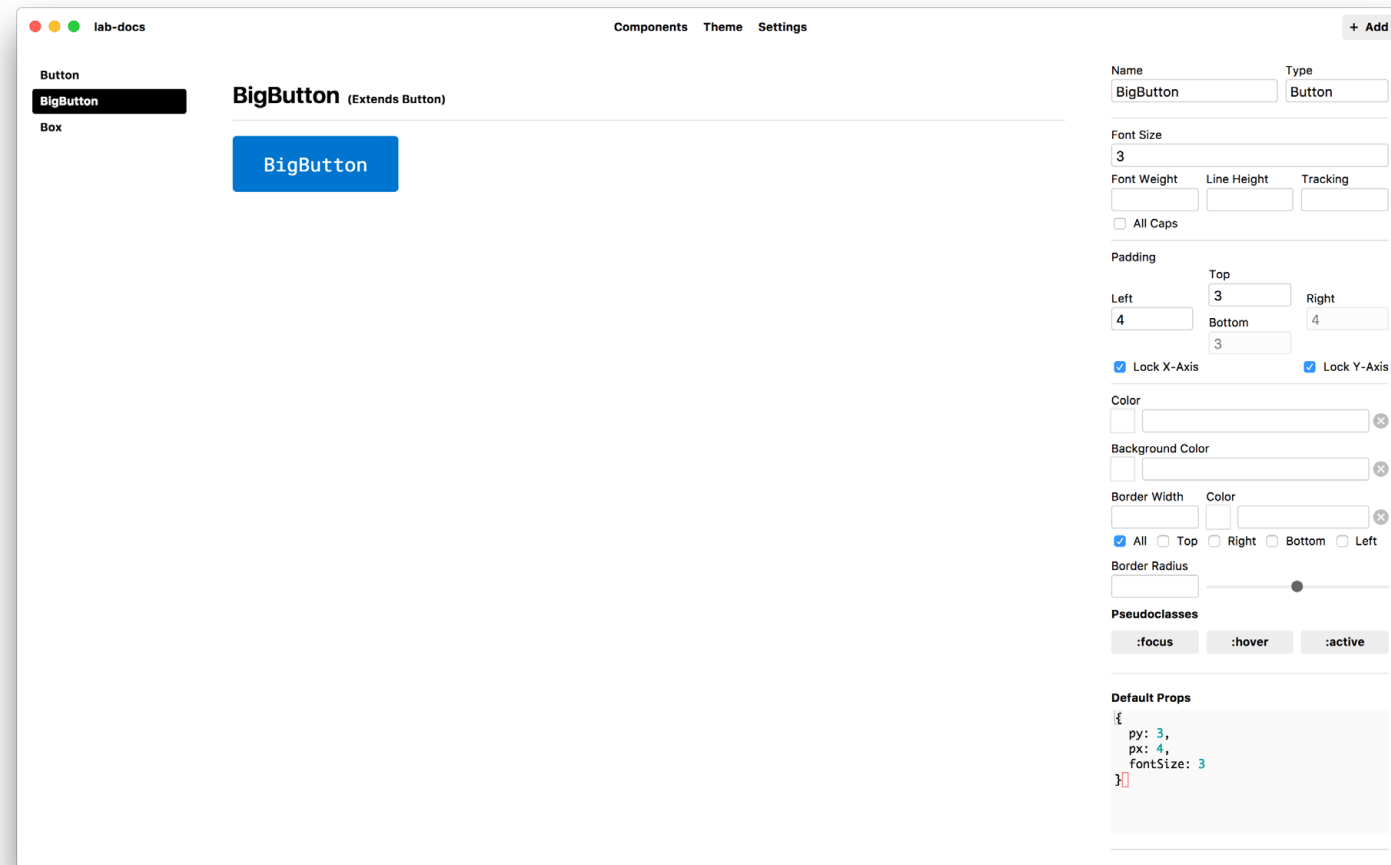 lab-docs
Components Theme Settings
+ Add
Button
BigButton
Box
BigButton (Extends Button)
BigButton
Name Type
BigButton Button
Font Size
3
Font Weight Line Height Tracking
All Caps
Padding
Top
3
Left Right
4 4
Bottom
3
Lock X-Axis Lock Y-Axis
Color
Background Color
Border Width Color
All Top Right Bottom Left
Border Radius
Pseudoclasses
:focus :hover :active
Default Props
{
py: 3,
px: 4,
fontSize: 3
}